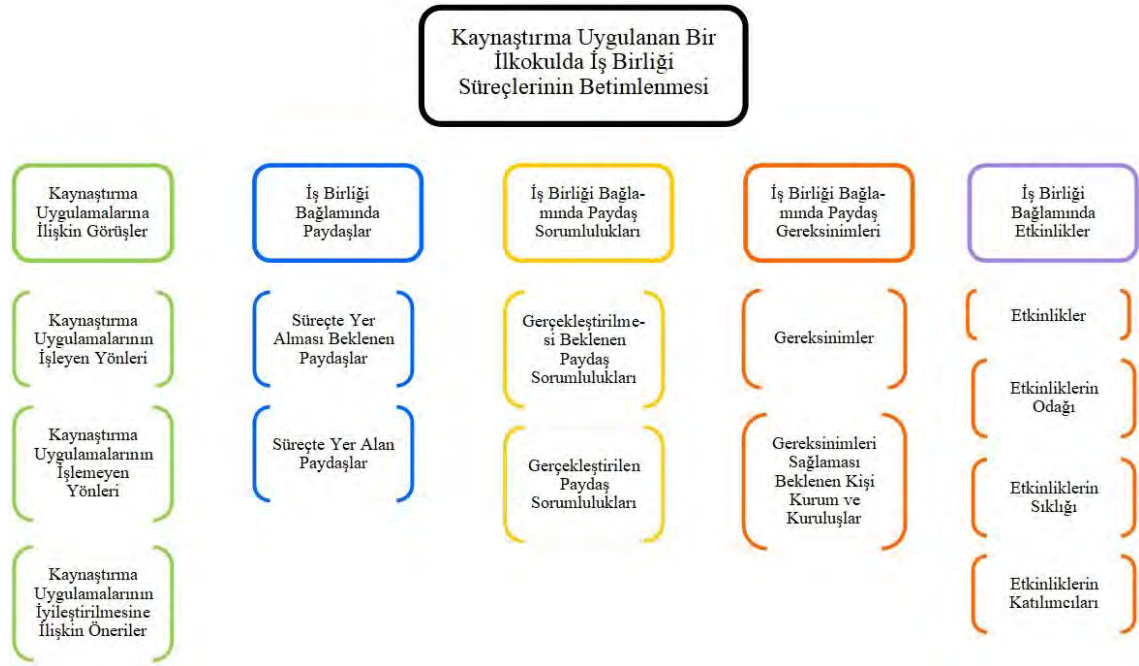 Kaynaştırma Uygulanan Bir
İlkokulda İş Birliği
Süreçlerinin Betimlenmesi
Kaynaştırma
Uygulamalarına
İlişkin Görüşler
Kaynaştırma
Uygulamalarının
İşleyen Yönleri
Kaynaştırma
Uygulamalarının
İşlemeyen
Yönleri
Kaynaştırma
Uygulamalarının
İyileştirilmesine
İlişkin Öneriler
İş Birliği
Bağlamında
Paydaşlar
Süreçte Yer
Alması Beklenen
Paydaşlar
Süreçte Yer Alan
Paydaşlar
İş Birliği Bağla-
mında Paydaş
Sorumlulukları
Gerçekleştirilme-
si Beklenen
Paydaş
Sorumlulukları
Gerçekleştirilen
Paydaş
Sorumlulukları
İş Birliği Bağla-
mında Paydaş
Gereksinimleri
Gereksinimler
Gereksinimleri
Sağlaması
Beklenen Kişi
Kurum ve
Kuruluşlar
İş Birliği
Bağlamında
Etkinlikler
Etkinlikler
Etkinliklerin
Odağı
Etkinliklerin
Sıklığı
Etkinliklerin
Katılımcıları